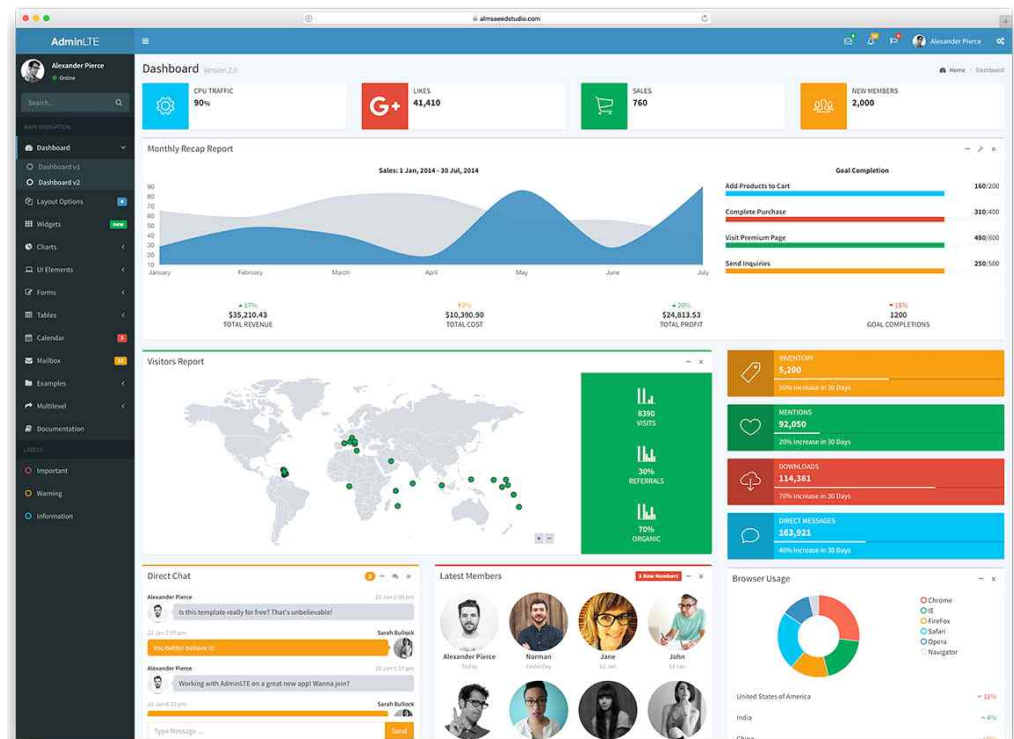 almsaeedstudio.com
AdminLTE
Alexander Pierce
Alexander Pierce
Online
Search...
MAIN NAVIGATION
Dashboard
Dashboard v1
Dashboard v2
Layout Options 4
Widgets new
Charts
UI Elements
Forms
Tables
Calendar 3
Mailbox 12
Examples
Multilevel
Documentation
LABELS
Important
Warning
Information
Dashboard Version 2.0
Home Dashboard
CPU TRAFFIC
90%
G+
LIKES
41,410
SALES
760
NEW MEMBERS
2,000
Monthly Recap Report
Sales: 1 Jan, 2014 - 30 Jul, 2014
90
80
70
60
50
40
30
20
10
January February March April May June July
Goal Completion
Add Products to Cart 160/200
Complete Purchase 310/400
Visit Premium Page 480/800
Send Inquiries 250/500
17%
$35,210.43
TOTAL REVENUE
0%
$10,390.90
TOTAL COST
20%
$24,813.53
TOTAL PROFIT
18%
1200
GOAL COMPLETIONS
Visitors Report
8390
VISITS
30%
REFERRALS
70%
ORGANIC
INVENTORY
5,200
50% Increase in 30 Days
MENTIONS
92,050
20% Increase in 30 Days
DOWNLOADS
114,381
70% Increase in 30 Days
DIRECT MESSAGES
163,921
40% Increase in 30 Days
Direct Chat 3
Alexander Pierce 23 Jan 2:00 pm
Is this template really for free? That's unbelievable!
23 Jan 2:05 pm Sarah Bullock
You better believe it!
Alexander Pierce 23 Jan 5:37 pm
Working with AdminLTE on a great new app! Wanna join?
23 Jan 6:10 pm Sarah Bullock
Type Message ... Send
Latest Members 8 New Members
Alexander Pierce
Today
Norman
Yesterday
Jane
12 Jan
John
12 Jan
Browser Usage
Chrome
IE
FireFox
Safari
Opera
Navigator
United States of America 12%
India 4%
China